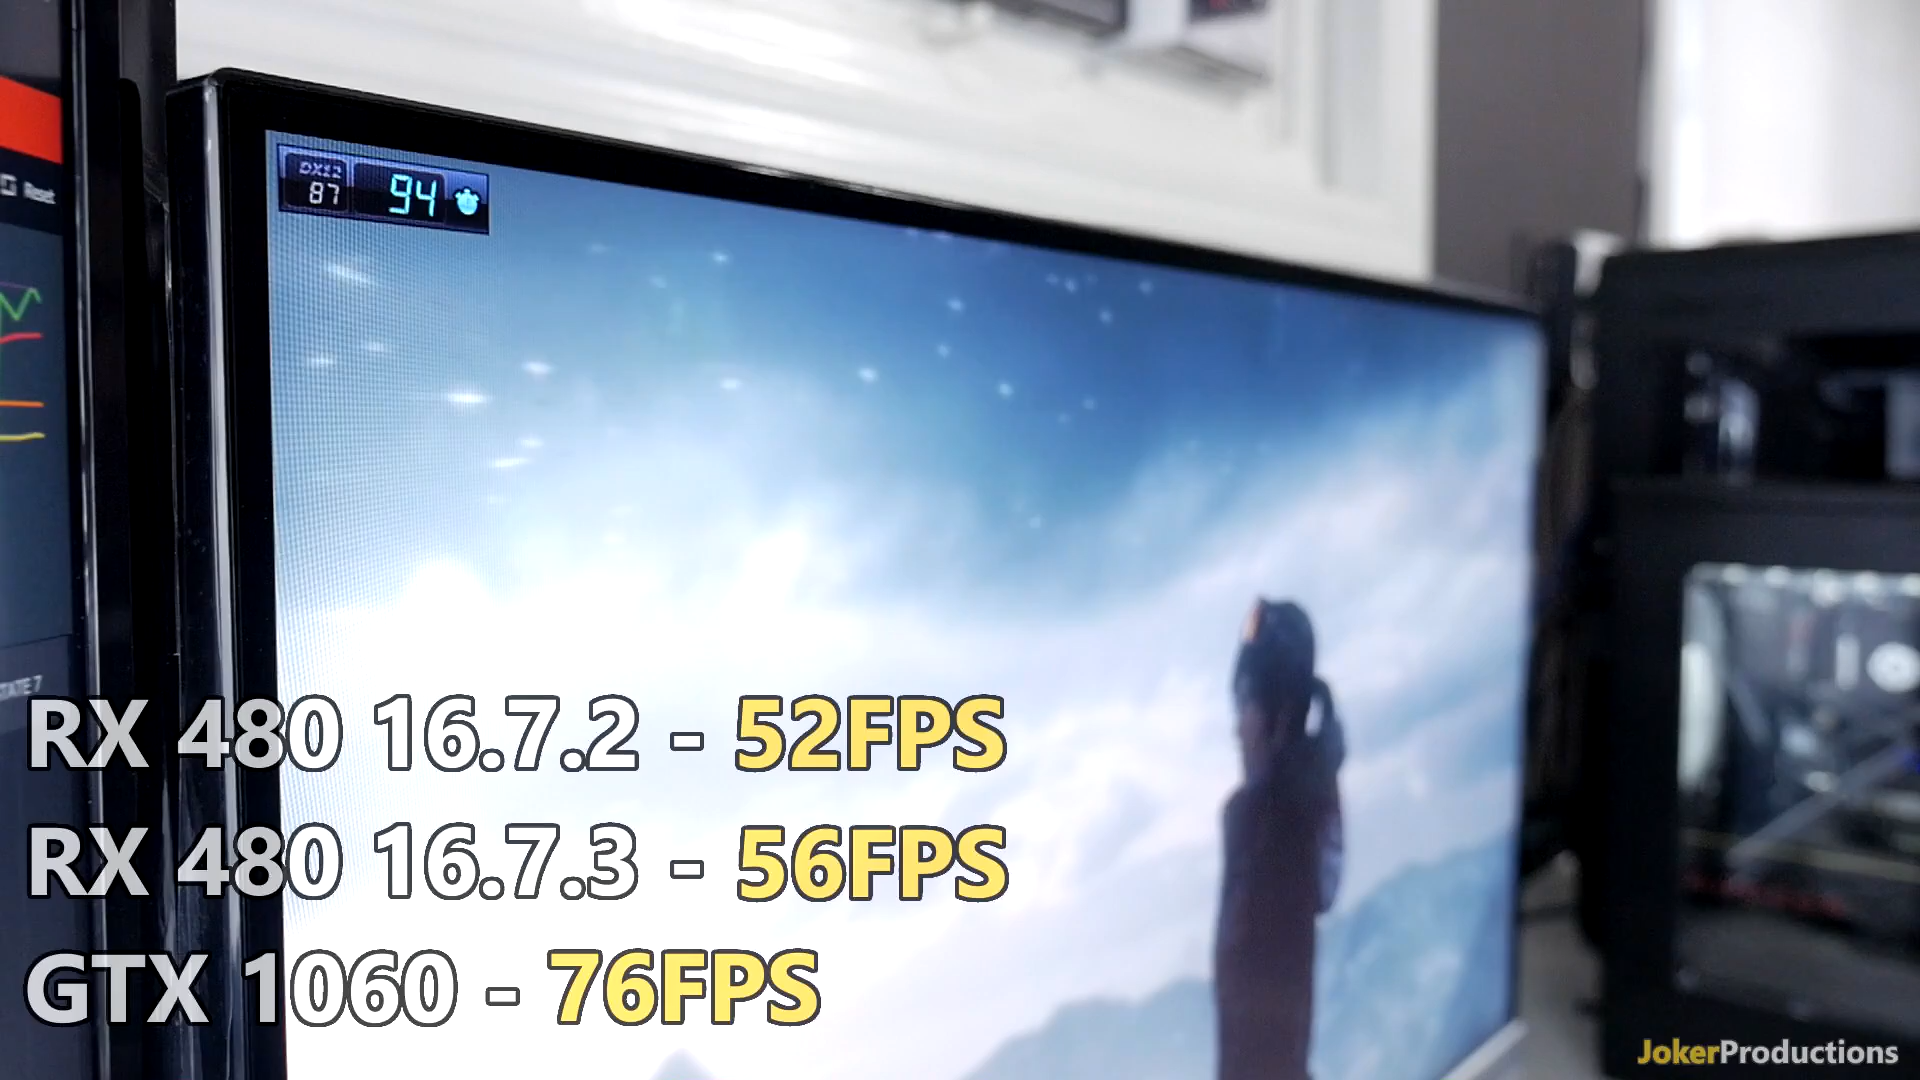 DX12
87 94
Reset
RX 480 16.7.2 - 52FPS
RX 480 16.7.3 - 56FPS
GTX 1060 - 76FPS
JokerProductions